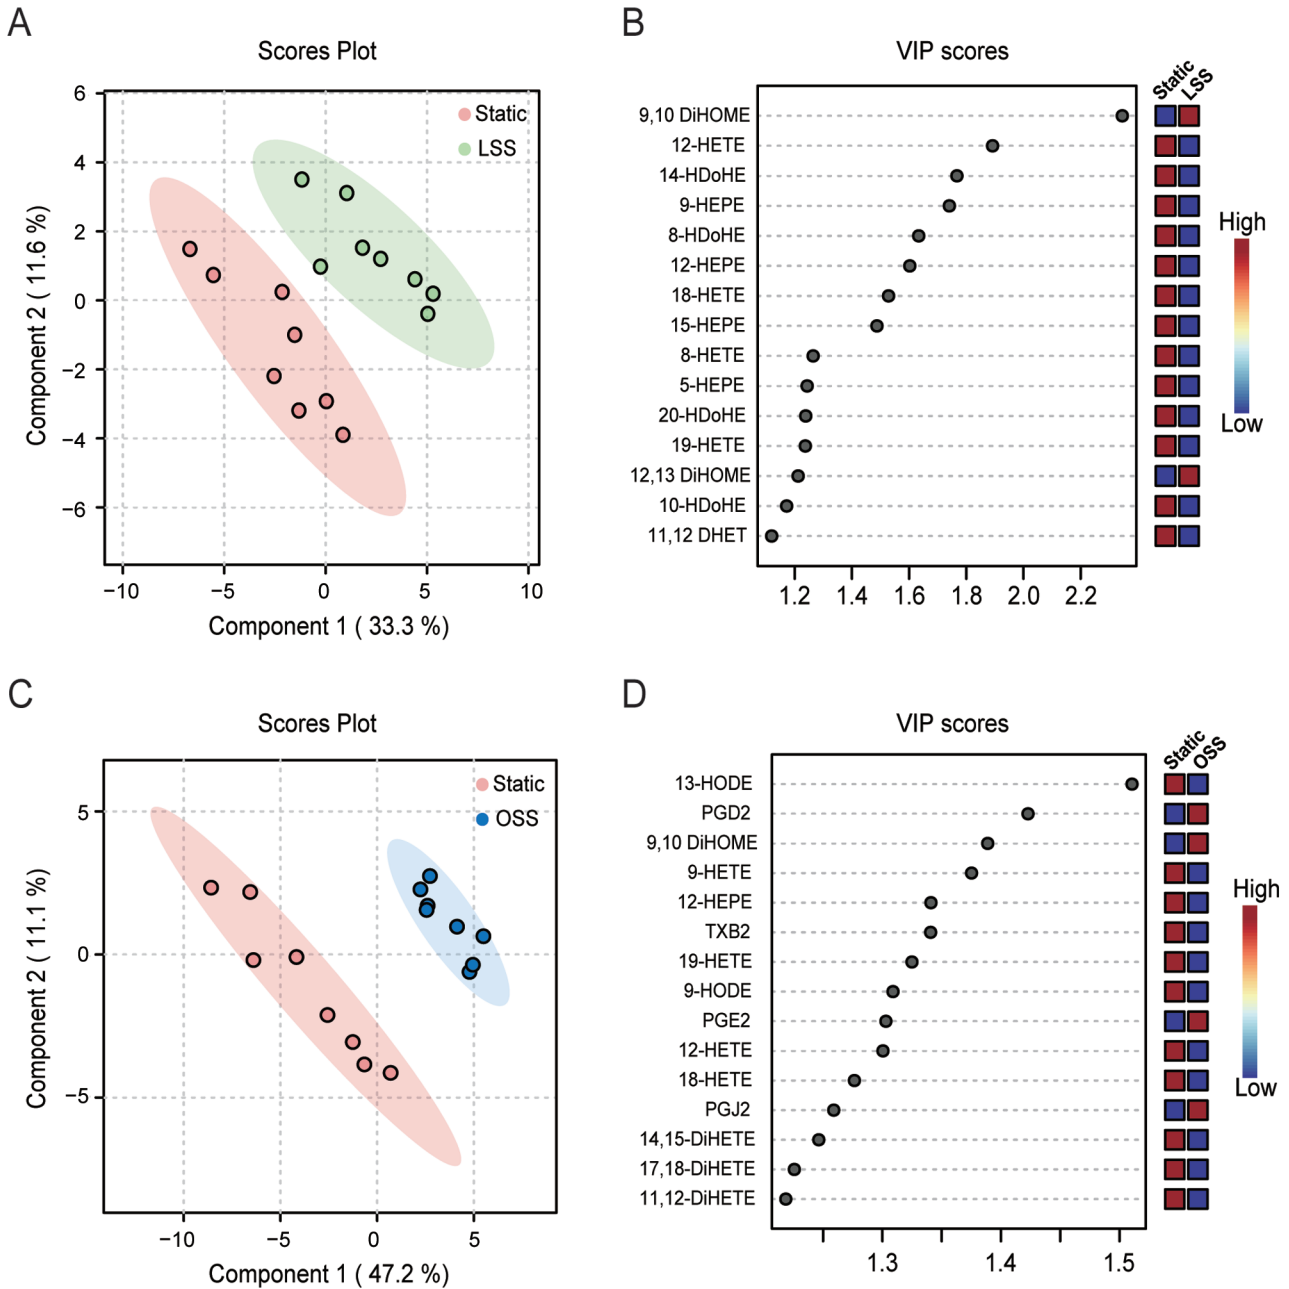 A
Scores Plot
Static
LSS
6
4
2
0
−2
−4
−6
−10
−5
0
5
10
Component 2 ( 11.6 %)
Component 1 ( 33.3 %)
B
VIP scores
Static
LSS
9,10 DiHOME
12-HETE
14-HDoHE
9-HEPE
8-HDoHE
12-HEPE
18-HETE
15-HEPE
8-HETE
5-HEPE
20-HDoHE
19-HETE
12,13 DiHOME
10-HDoHE
11,12 DHET
1.2
1.4
1.6
1.8
2.0
2.2
High
Low
C
Scores Plot
Static
OSS
5
0
−5
−10
−5
0
5
Component 2 ( 11.1 %)
Component 1 ( 47.2 %)
D
VIP scores
Static
OSS
13-HODE
PGD2
9,10 DiHOME
9-HETE
12-HEPE
TXB2
19-HETE
9-HODE
PGE2
12-HETE
18-HETE
PGJ2
14,15-DiHETE
17,18-DiHETE
11,12-DiHETE
1.3
1.4
1.5
High
Low